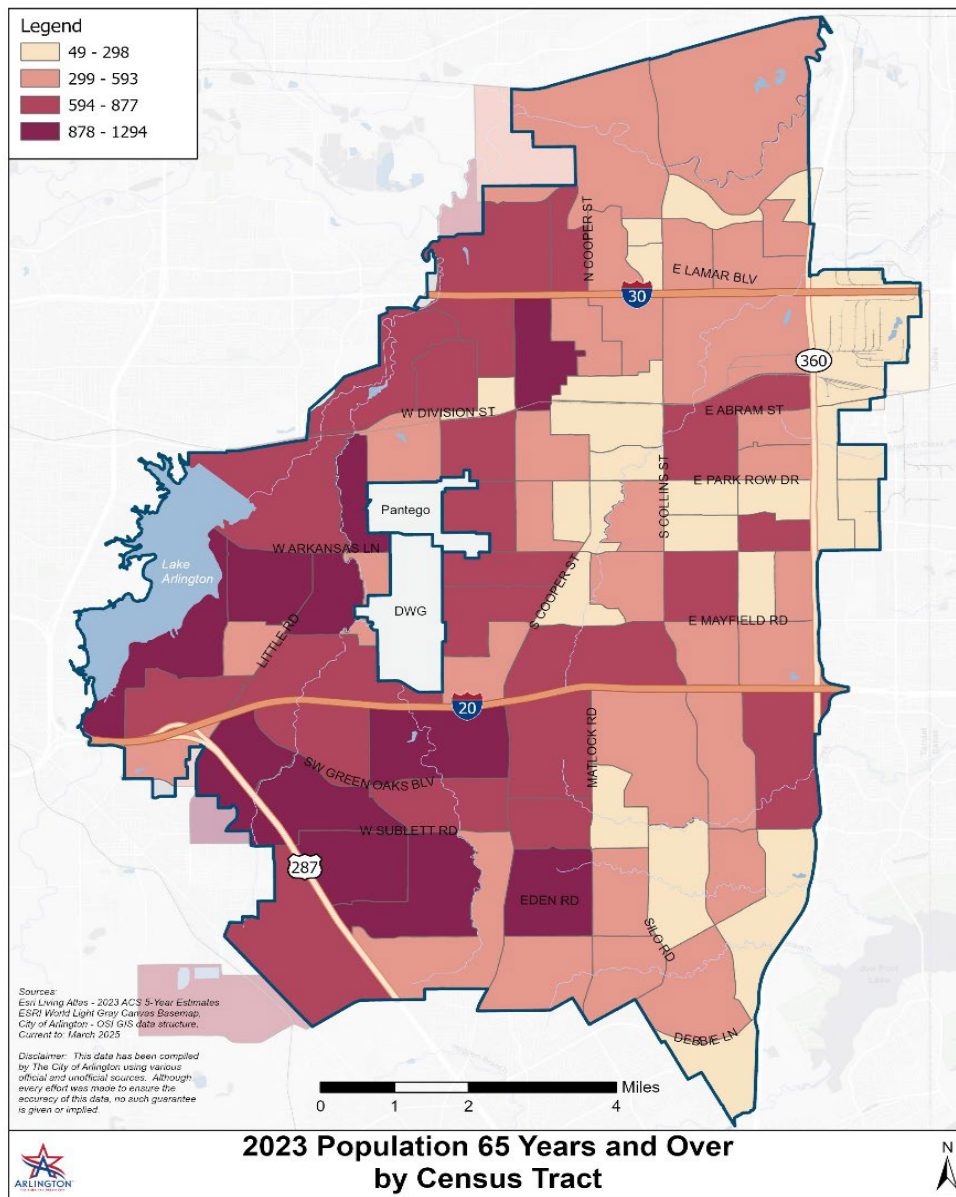 Legend
49 - 298
299 - 593
594 - 877
878 - 1294
N COOPER ST
E LAMAR BLV
30
360
W DIVISION ST
E ABRAM ST
S COLLINS ST
E PARK ROW DR
Pantego
W ARKANSAS LN
Lake
Arlington
DWG
S COOPER ST
E MAYFIELD RD
LITTLE RD
20
MATLOCK RD
SW GREEN OAKS BLV
W SUBLETT RD
287
EDEN RD
SILO RD
DEBBIE LN
Sources:
Esri Living Atlas - 2023 ACS 5-Year Estimates
ESRI World Light Gray Canvas Basemap,
City of Arlington - OSI GIS data structure,
Current to: March 2025
Disclaimer: This data has been compiled
by The City of Arlington using various
official and unofficial sources. Although
every effort was made to ensure the
accuracy of this data, no such guarantee
is given or implied.
Miles
0 1 2 4
2023 Population 65 Years and Over
by Census Tract
ARLINGTON
N